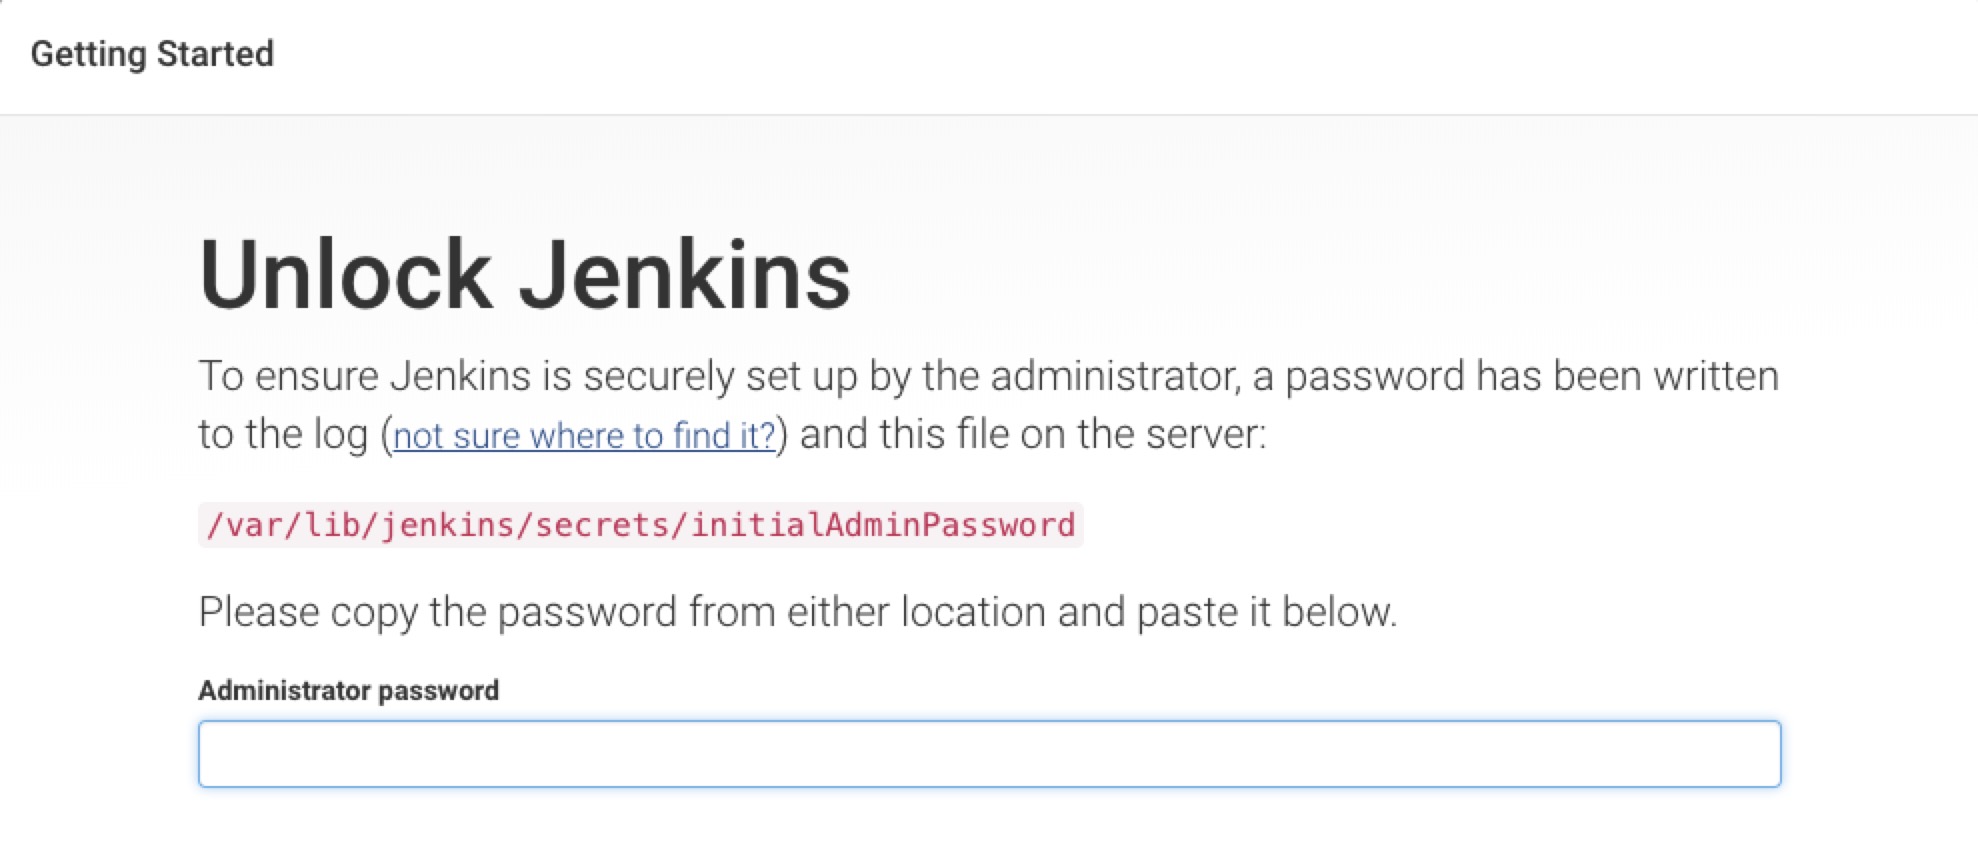 Getting Started
Unlock Jenkins
To ensure Jenkins is securely set up by the administrator, a password has been written
to the log (not sure where to find it?) and this file on the server:
/var/lib/jenkins/secrets/initialAdminPassword
Please copy the password from either location and paste it below.
Administrator password